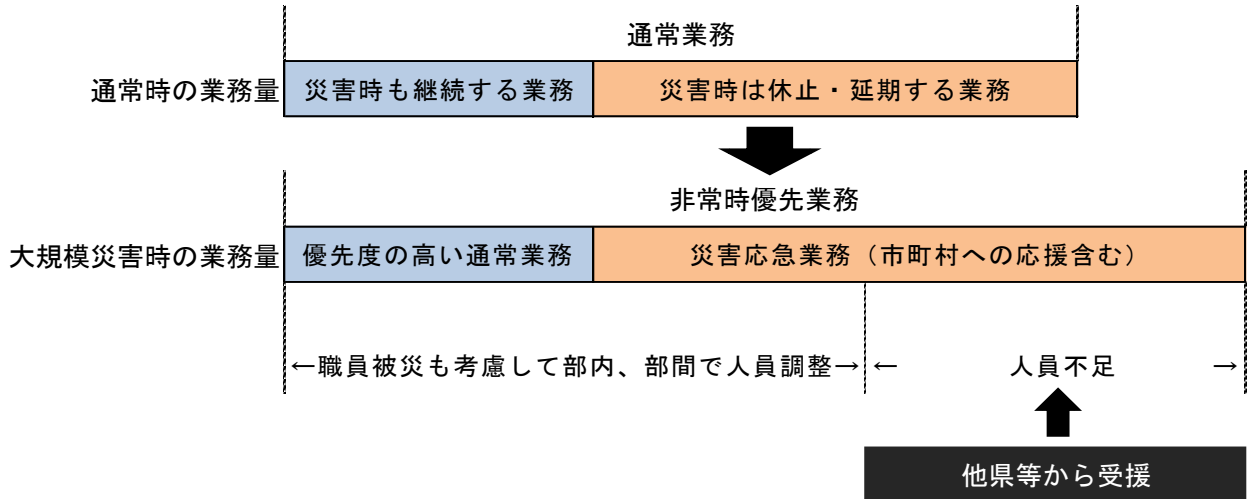 通常業務
通常時の業務量
災害時も継続する業務
災害時は休止・延期する業務
非常時優先業務
大規模災害時の業務量
優先度の高い通常業務
災害応急業務（市町村への応援含む）
←職員被災も考慮して部内、部間で人員調整→
← 人員不足 →
他県等から受援